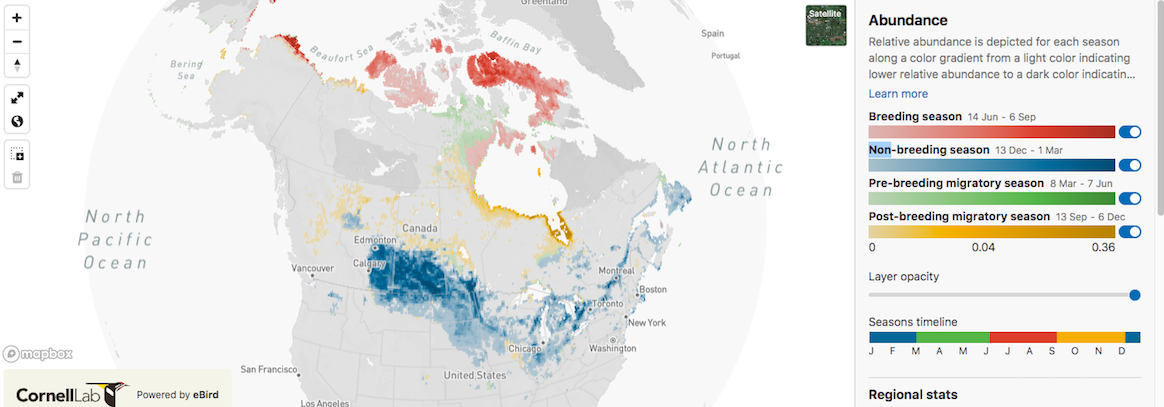 Greenland
Satellite
Beaufort Sea
Baffin Bay
Spain
Portugal
Bering
Sea
North
Atlantic
Ocean
North
Pacific
Ocean
Canada
Edmonton
Calgary
Vancouver
Montreal
Boston
Toronto
New York
Chicago
Washington
United States
San Francisco
Los Angeles
mapbox
CornellLab
Powered by eBird
Abundance
Relative abundance is depicted for each season
along a color gradient from a light color indicating
lower relative abundance to a dark color indicatin...
Learn more
Breeding season 14 Jun - 6 Sep
Non-breeding season 13 Dec - 1 Mar
Pre-breeding migratory season 8 Mar - 7 Jun
Post-breeding migratory season 13 Sep - 6 Dec
0 0.04 0.36
Layer opacity
Seasons timeline
J F M A M J J A S O N D
Regional stats